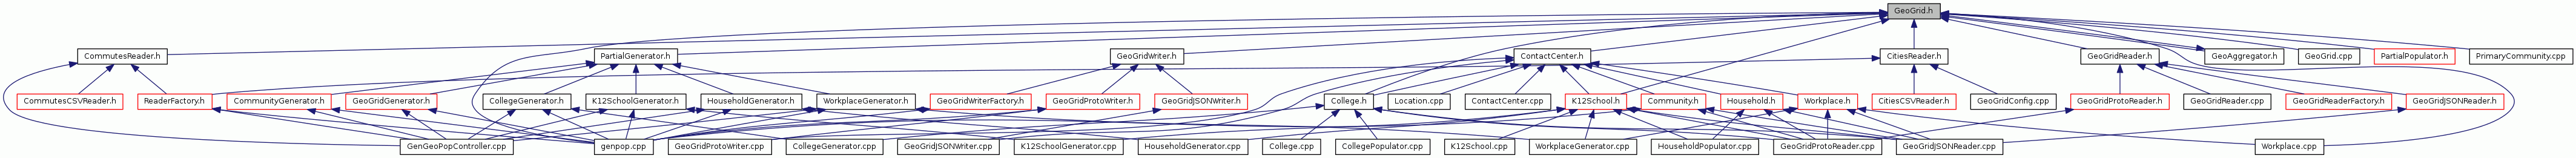 GeoGrid.h
CommutesReader.h
PartialGenerator.h
GeoGridWriter.h
ContactCenter.h
CitiesReader.h
GeoGridReader.h
GeoAggregator.h
GeoGrid.cpp
PartialPopulator.h
PrimaryCommunity.cpp
CommutesCSVReader.h
ReaderFactory.h
CommunityGenerator.h
GeoGridGenerator.h
CollegeGenerator.h
K12SchoolGenerator.h
HouseholdGenerator.h
WorkplaceGenerator.h
GeoGridWriterFactory.h
GeoGridProtoWriter.h
GeoGridJSONWriter.h
College.h
Location.cpp
ContactCenter.cpp
K12School.h
Community.h
Household.h
Workplace.h
CitiesCSVReader.h
GeoGridConfig.cpp
GeoGridProtoReader.h
GeoGridReader.cpp
GeoGridReaderFactory.h
GeoGridJSONReader.h
GenGeoPopController.cpp
genpop.cpp
GeoGridProtoWriter.cpp
CollegeGenerator.cpp
GeoGridJSONWriter.cpp
K12SchoolGenerator.cpp
HouseholdGenerator.cpp
College.cpp
CollegePopulator.cpp
K12School.cpp
WorkplaceGenerator.cpp
HouseholdPopulator.cpp
GeoGridProtoReader.cpp
GeoGridJSONReader.cpp
Workplace.cpp